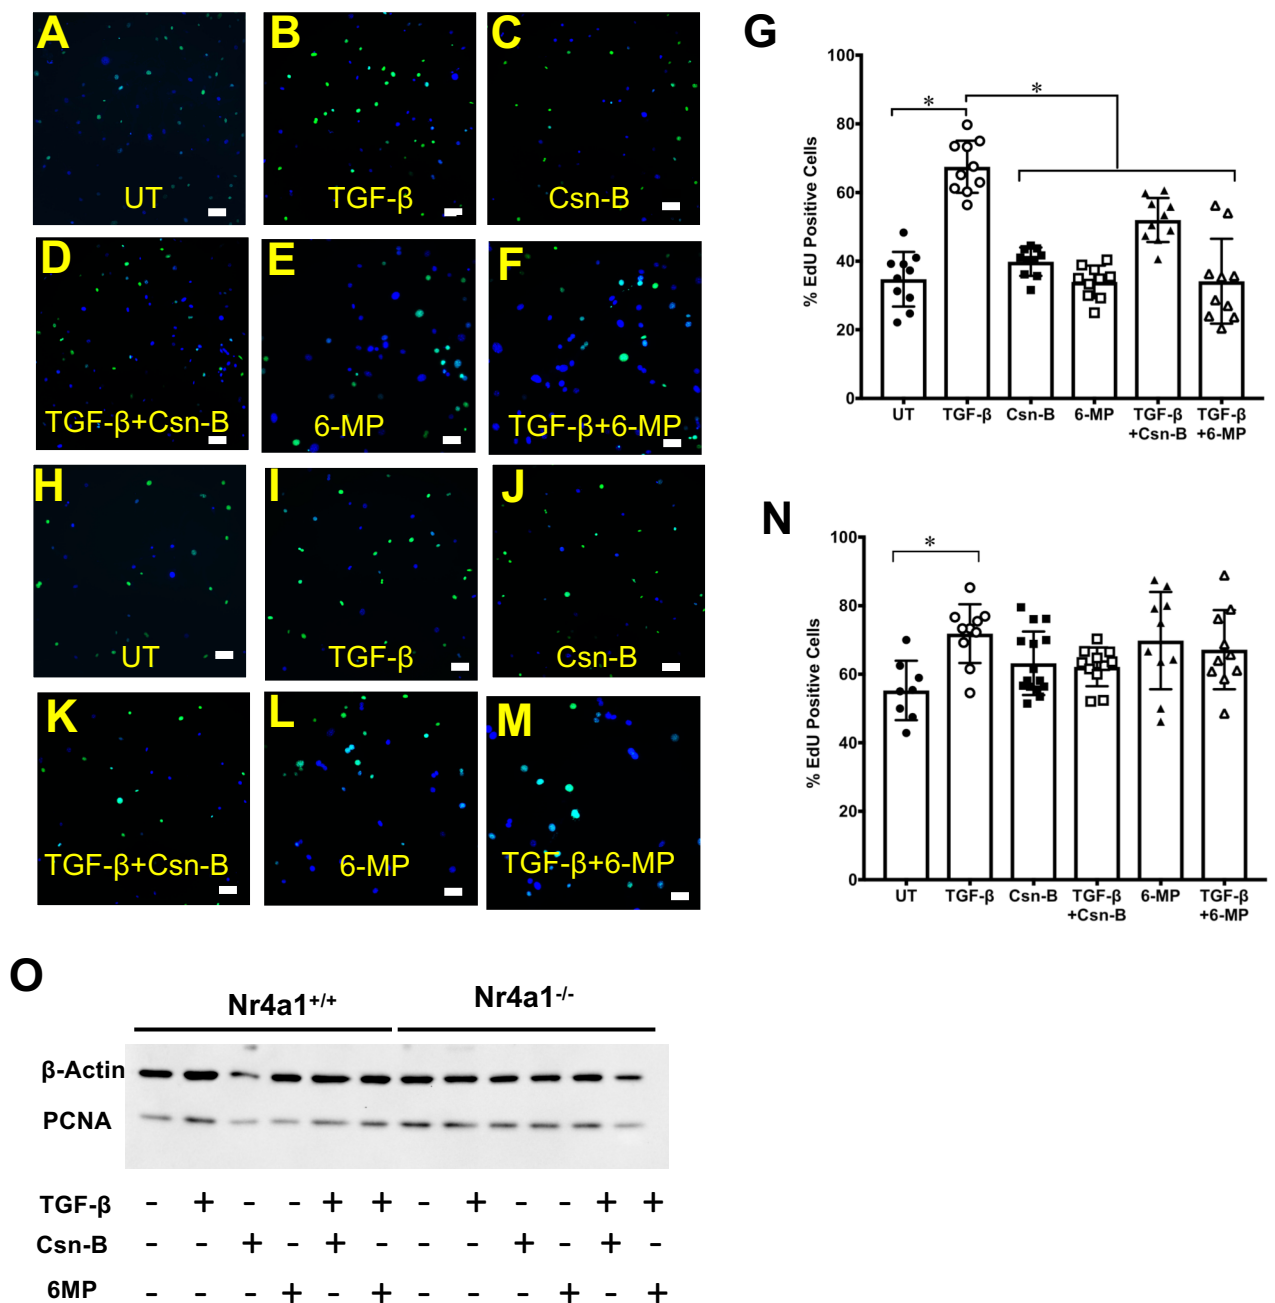 A
UT
B
TGF-β
C
Csn-B
D
TGF-β+Csn-B
E
6-MP
F
TGF-β+6-MP
G
% EdU Positive Cells
100
80
60
40
20
0
*
*
UT TGF-β Csn-B 6-MP TGF-β TGF-β
+Csn-B +6-MP
H
UT
I
TGF-β
J
Csn-B
K
TGF-β+Csn-B
L
6-MP
M
TGF-β+6-MP
N
% EdU Positive Cells
100
80
60
40
20
0
*
UT TGF-β Csn-B TGF-β 6-MP TGF-β
+Csn-B +6-MP
O
Nr4a1+/+ Nr4a1-/-
β-Actin
PCNA
TGF-β - + - - + + - + - - + +
Csn-B - - + - + - - - + - + -
6MP - - - + - + - - - + - +